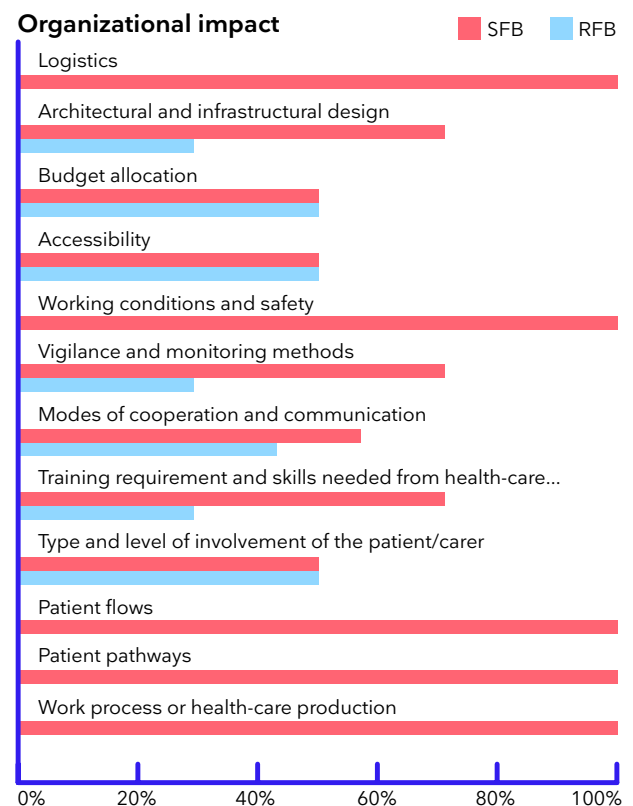 Organizational impact
SFB RFB
Logistics
Architectural and infrastructural design
Budget allocation
Accessibility
Working conditions and safety
Vigilance and monitoring methods
Modes of cooperation and communication
Training requirement and skills needed from health-care...
Type and level of involvement of the patient/carer
Patient flows
Patient pathways
Work process or health-care production
0% 20% 40% 60% 80% 100%